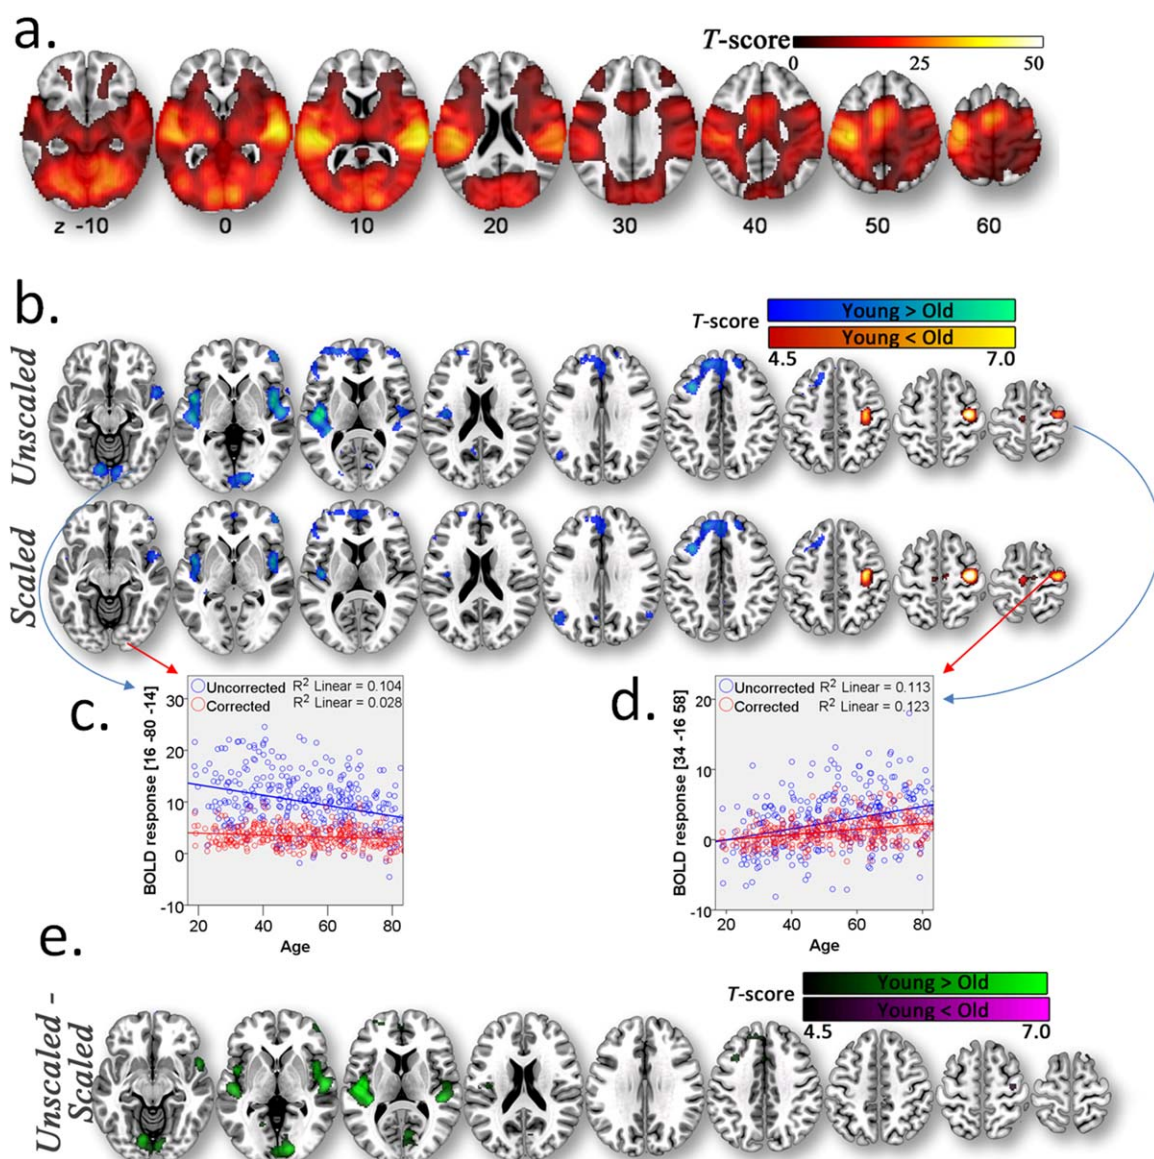 a.
T-score
0 25 50
z -10 0 10 20 30 40 50 60
b.
T-score
Young > Old
Young < Old
4.5 7.0
Unscaled
Scaled
c.
Uncorrected R² Linear = 0.104
Corrected R² Linear = 0.028
BOLD response [16 -80 -14]
30
20
10
0
-10
20 40 60 80
Age
d.
Uncorrected R² Linear = 0.113
Corrected R² Linear = 0.123
BOLD response [34 -16 58]
20
10
0
-10
20 40 60 80
Age
e.
T-score
Young > Old
Young < Old
4.5 7.0
Unscaled -
Scaled